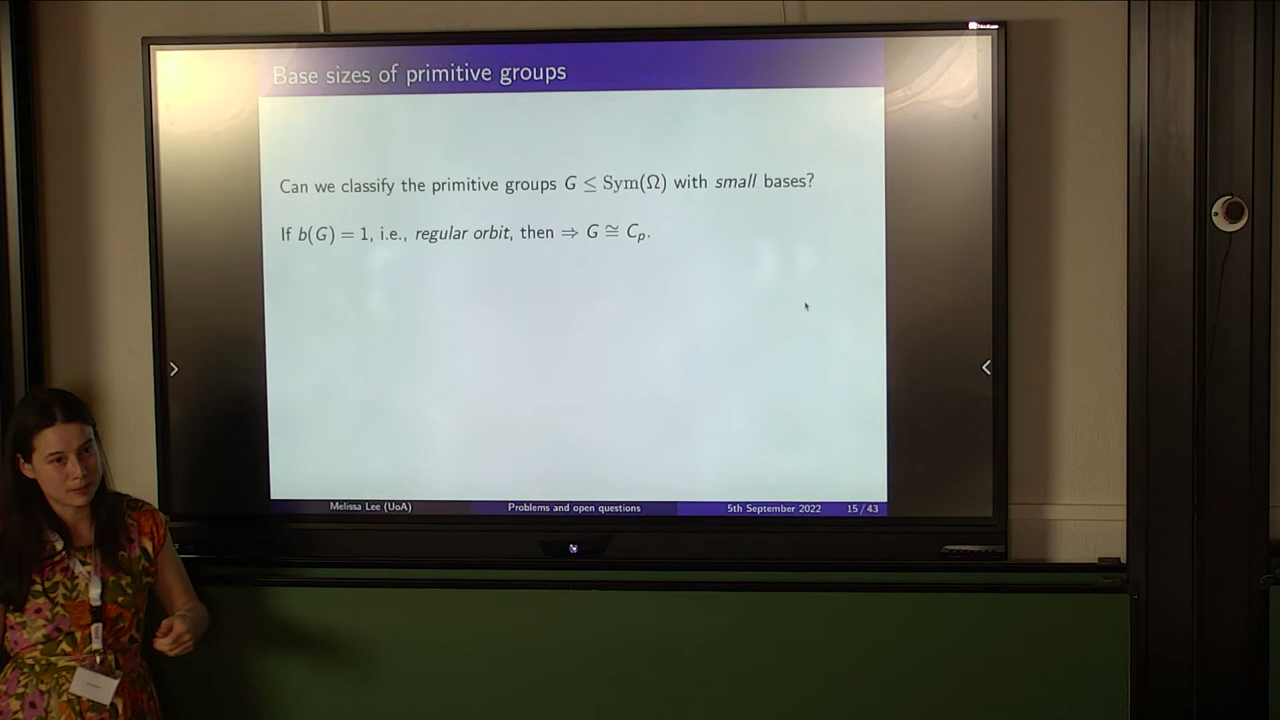 Base sizes of primitive groups
Can we classify the primitive groups G ≤ Sym(Ω) with small bases?
If b(G) = 1, i.e., regular orbit, then ⇒ G ≅ Cₚ.
Melissa Lee (UoA) Problems and open questions 5th September 2022 15 / 43